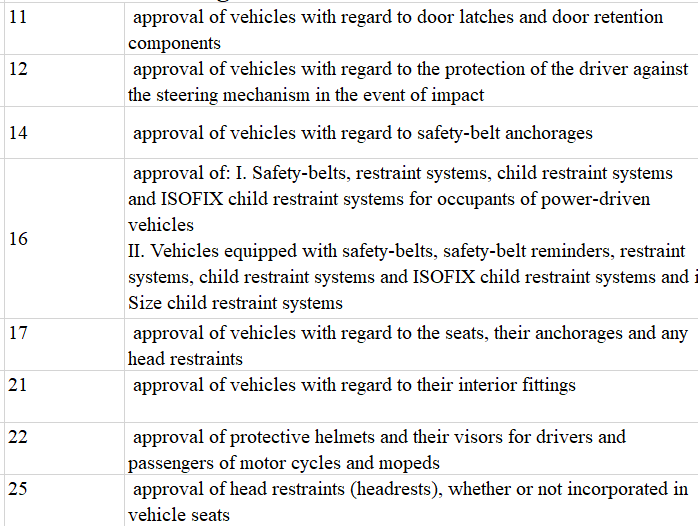 11
approval of vehicles with regard to door latches and door retention
components
12
approval of vehicles with regard to the protection of the driver against
the steering mechanism in the event of impact
14
approval of vehicles with regard to safety-belt anchorages
16
approval of: I. Safety-belts, restraint systems, child restraint systems
and ISOFIX child restraint systems for occupants of power-driven
vehicles
II. Vehicles equipped with safety-belts, safety-belt reminders, restraint
systems, child restraint systems and ISOFIX child restraint systems and i
Size child restraint systems
17
approval of vehicles with regard to the seats, their anchorages and any
head restraints
21
approval of vehicles with regard to their interior fittings
22
approval of protective helmets and their visors for drivers and
passengers of motor cycles and mopeds
25
approval of head restraints (headrests), whether or not incorporated in
vehicle seats